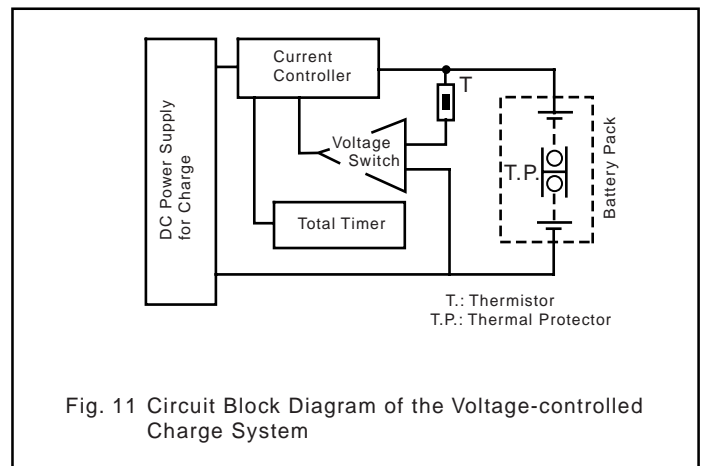 DC Power Supply
for Charge
Current
Controller
T
Voltage
Switch
Total Timer
T.P.
Battery Pack
T.: Thermistor
T.P.: Thermal Protector
Fig. 11 Circuit Block Diagram of the Voltage-controlled
Charge System